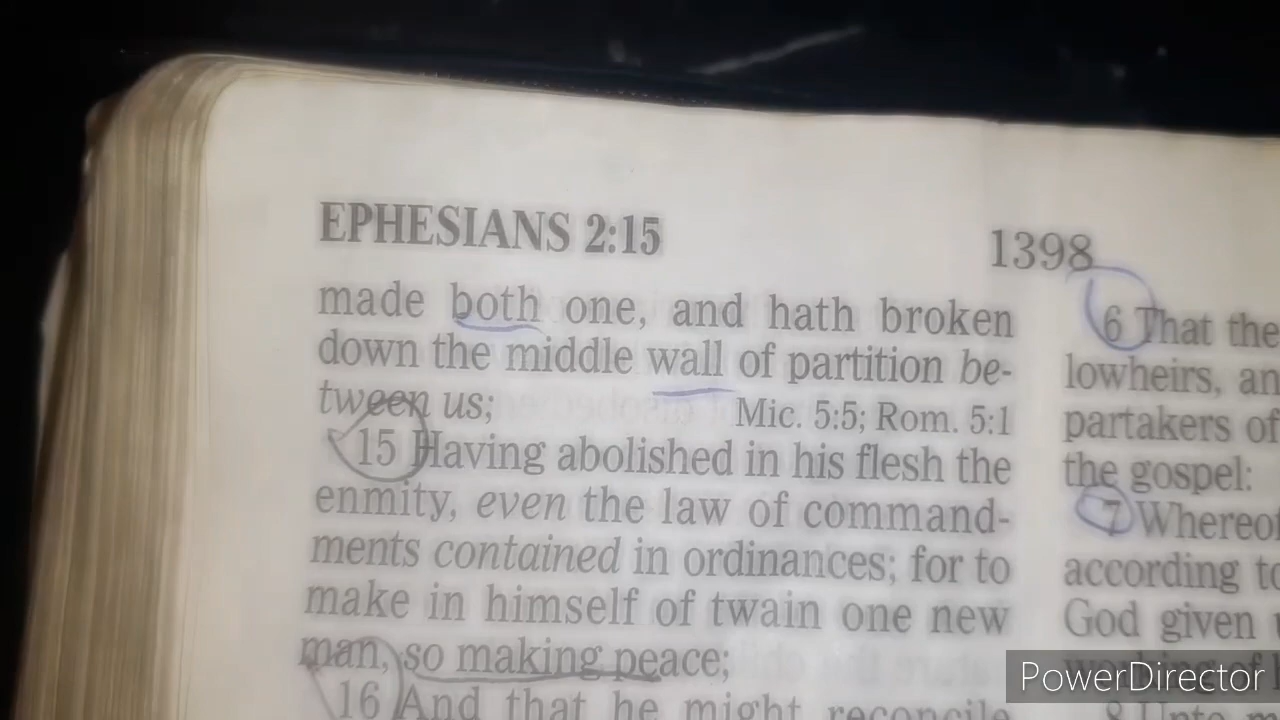 EPHESIANS 2:15
1398
made both one, and hath broken
down the middle wall of partition be-
tween us;
Mic. 5:5; Rom. 5:1
15 Having abolished in his flesh the
enmity, even the law of command-
ments contained in ordinances; for to
make in himself of twain one new
man, so making peace;
16 And that he might reconcile
6 That the
lowheirs, an
partakers of
the gospel:
7 Whereof
according to
God given
working of
8 Unto m
PowerDirector